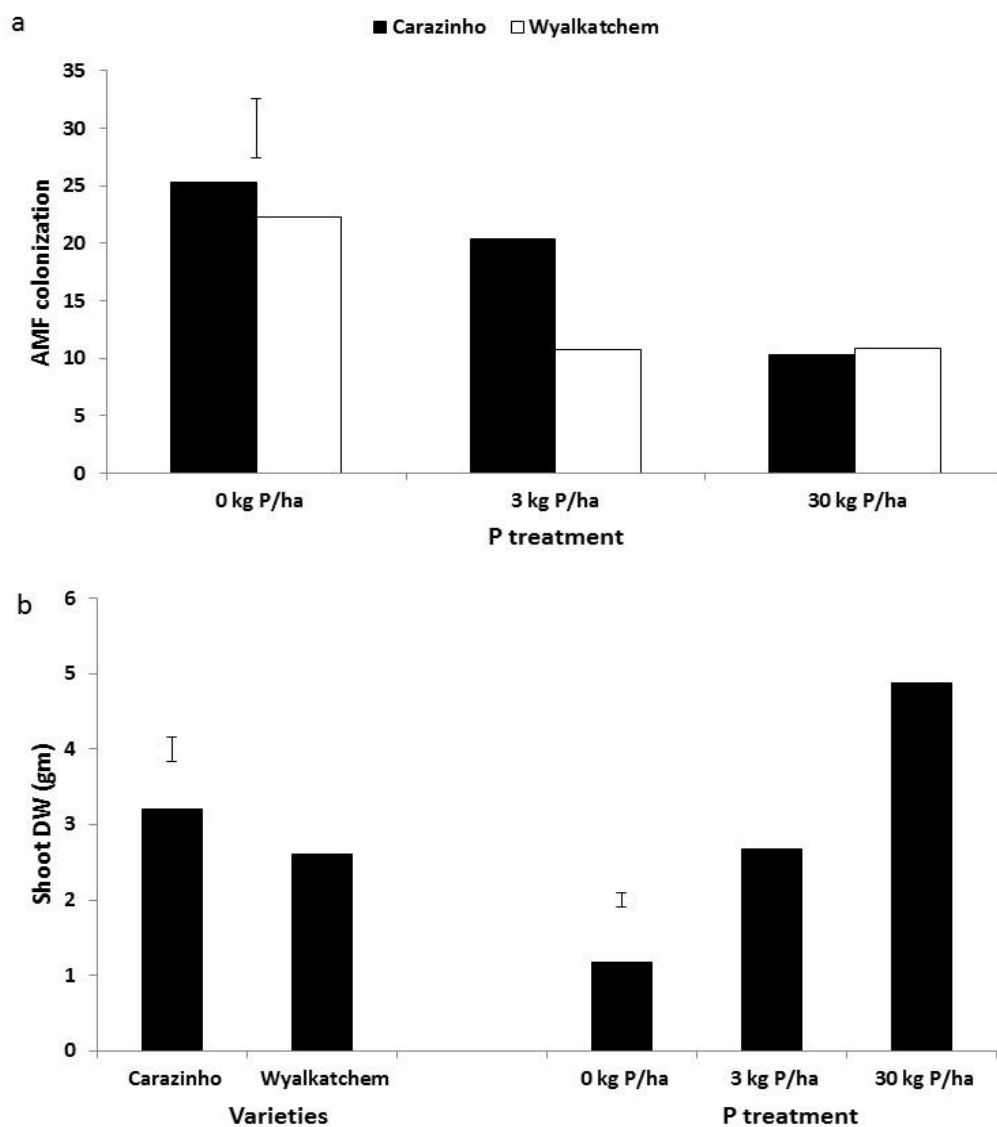 a
Carazinho Wyalkatchem
35
30
25
20
15
10
5
0
AMF colonization
0 kg P/ha 3 kg P/ha 30 kg P/ha
P treatment
b
6
5
4
3
2
1
0
Shoot DW (gm)
Carazinho Wyalkatchem 0 kg P/ha 3 kg P/ha 30 kg P/ha
Varieties P treatment